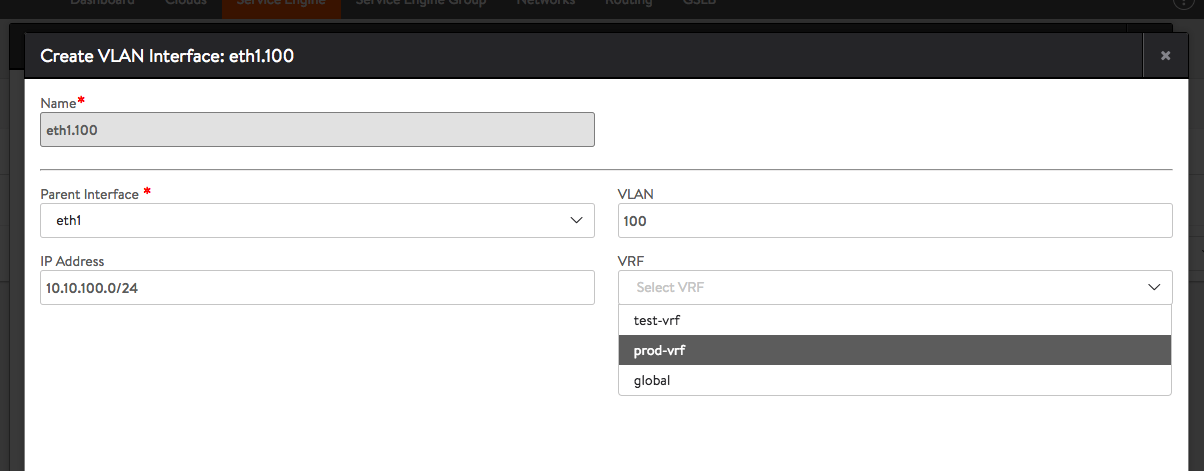 Dashboard Clouds Service Engine Service Engine Group Networks Routing GSLB
Create VLAN Interface: eth1.100
Name*
eth1.100
Parent Interface * VLAN
eth1 100
IP Address VRF
10.10.100.0/24 Select VRF
test-vrf
prod-vrf
global